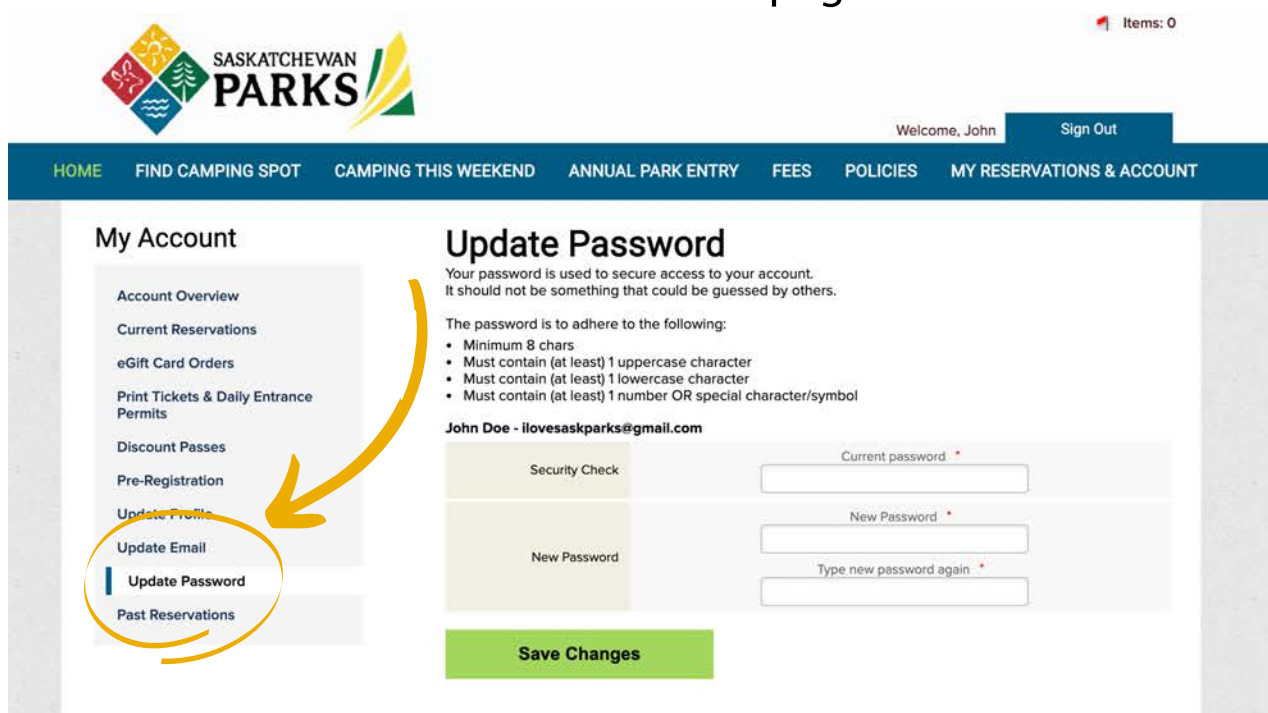 Items: 0
SASKATCHEWAN
PARKS
Welcome, John
Sign Out
HOME FIND CAMPING SPOT CAMPING THIS WEEKEND ANNUAL PARK ENTRY FEES POLICIES MY RESERVATIONS & ACCOUNT
My Account
Account Overview
Current Reservations
eGift Card Orders
Print Tickets & Daily Entrance
Permits
Discount Passes
Pre-Registration
Update Profile
Update Email
Update Password
Past Reservations
Update Password
Your password is used to secure access to your account.
It should not be something that could be guessed by others.
The password is to adhere to the following:
• Minimum 8 chars
• Must contain (at least) 1 uppercase character
• Must contain (at least) 1 lowercase character
• Must contain (at least) 1 number OR special character/symbol
John Doe - ilovesaskparks@gmail.com
Security Check
Current password *
New Password
New Password *
Type new password again *
Save Changes